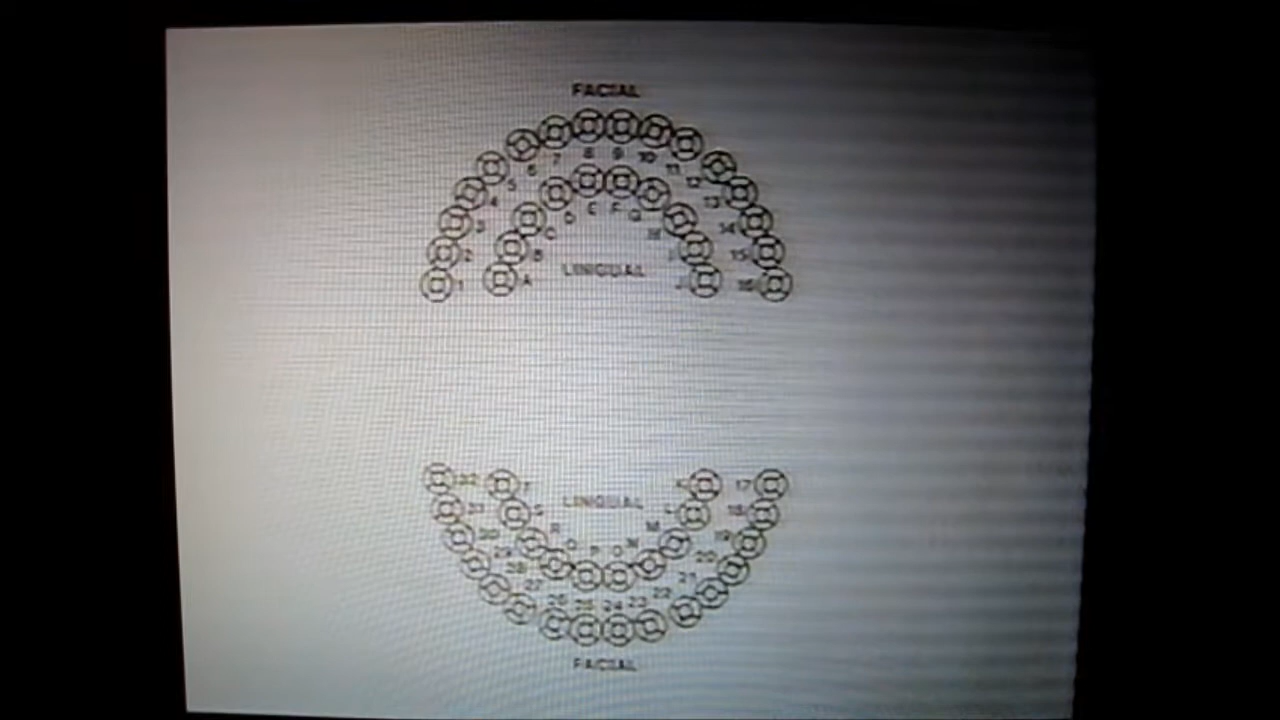 FACIAL
7 8 9 10
6 11
5 12
4 13
3 14
2 15
1 16
D E F G
C H
B
A J
LINGUAL
32 T LINGUAL K 17
31 S L 18
30 R M 19
29 Q P O N 20
28 21
27 22
26 25 24 23
FACIAL